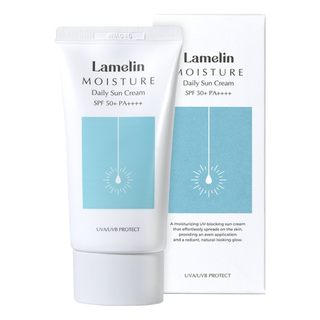 Lamelin
MOISTURE
Daily Sun Cream
SPF 50+ PA++++
UVA/UVB PROTECT
Lamelin
MOISTURE
Daily Sun Cream
SPF 50+ PA++++
A moisturizing UV blocking sun cream
that effortlessly spreads on the skin,
providing an even application
and a radiant, natural-looking glow.
UVA/UVB PROTECT